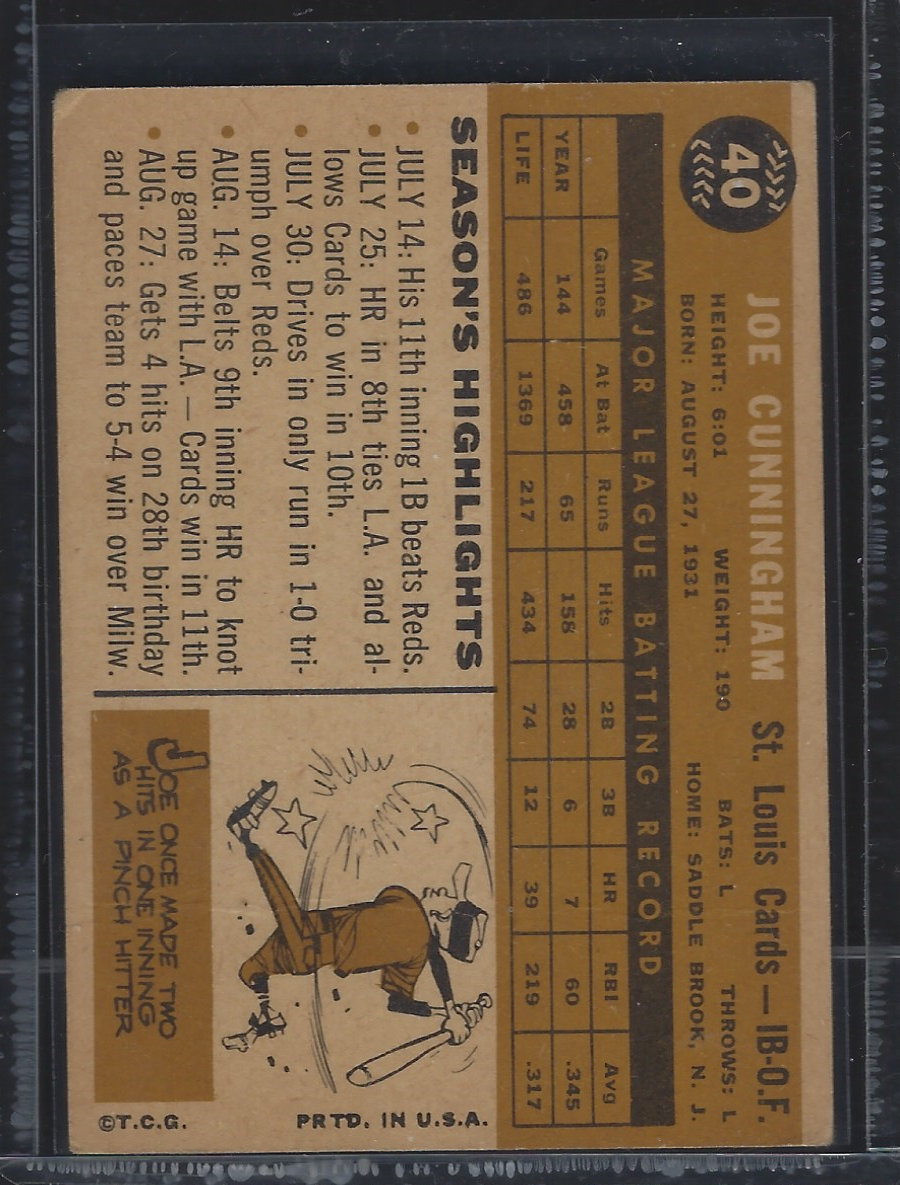 40
JOE CUNNINGHAM St. Louis Cards — 1B-O.F.
HEIGHT: 6:01 WEIGHT: 190 BATS: L THROWS: L
BORN: AUGUST 27, 1931 HOME: SADDLE BROOK, N. J.
MAJOR LEAGUE BATTING RECORD
Games At Bat Runs Hits 2B 3B HR RBI Avg
YEAR 144 458 65 158 28 6 7 60 .345
LIFE 486 1369 217 434 74 12 39 219 .317
SEASON'S HIGHLIGHTS
• JULY 14: His 11th inning 1B beats Reds.
• JULY 25: HR in 8th ties L.A. and al-
lows Cards to win in 10th.
• JULY 30: Drives in only run in 1-0 tri-
umph over Reds.
• AUG. 14: Belts 9th inning HR to knot
up game with L.A. — Cards win in 11th.
• AUG. 27: Gets 4 hits on 28th birthday
and paces team to 5-4 win over Milw.
JOE ONCE MADE TWO
HITS IN ONE INNING
AS A PINCH HITTER
©T.C.G. PRTD. IN U.S.A.